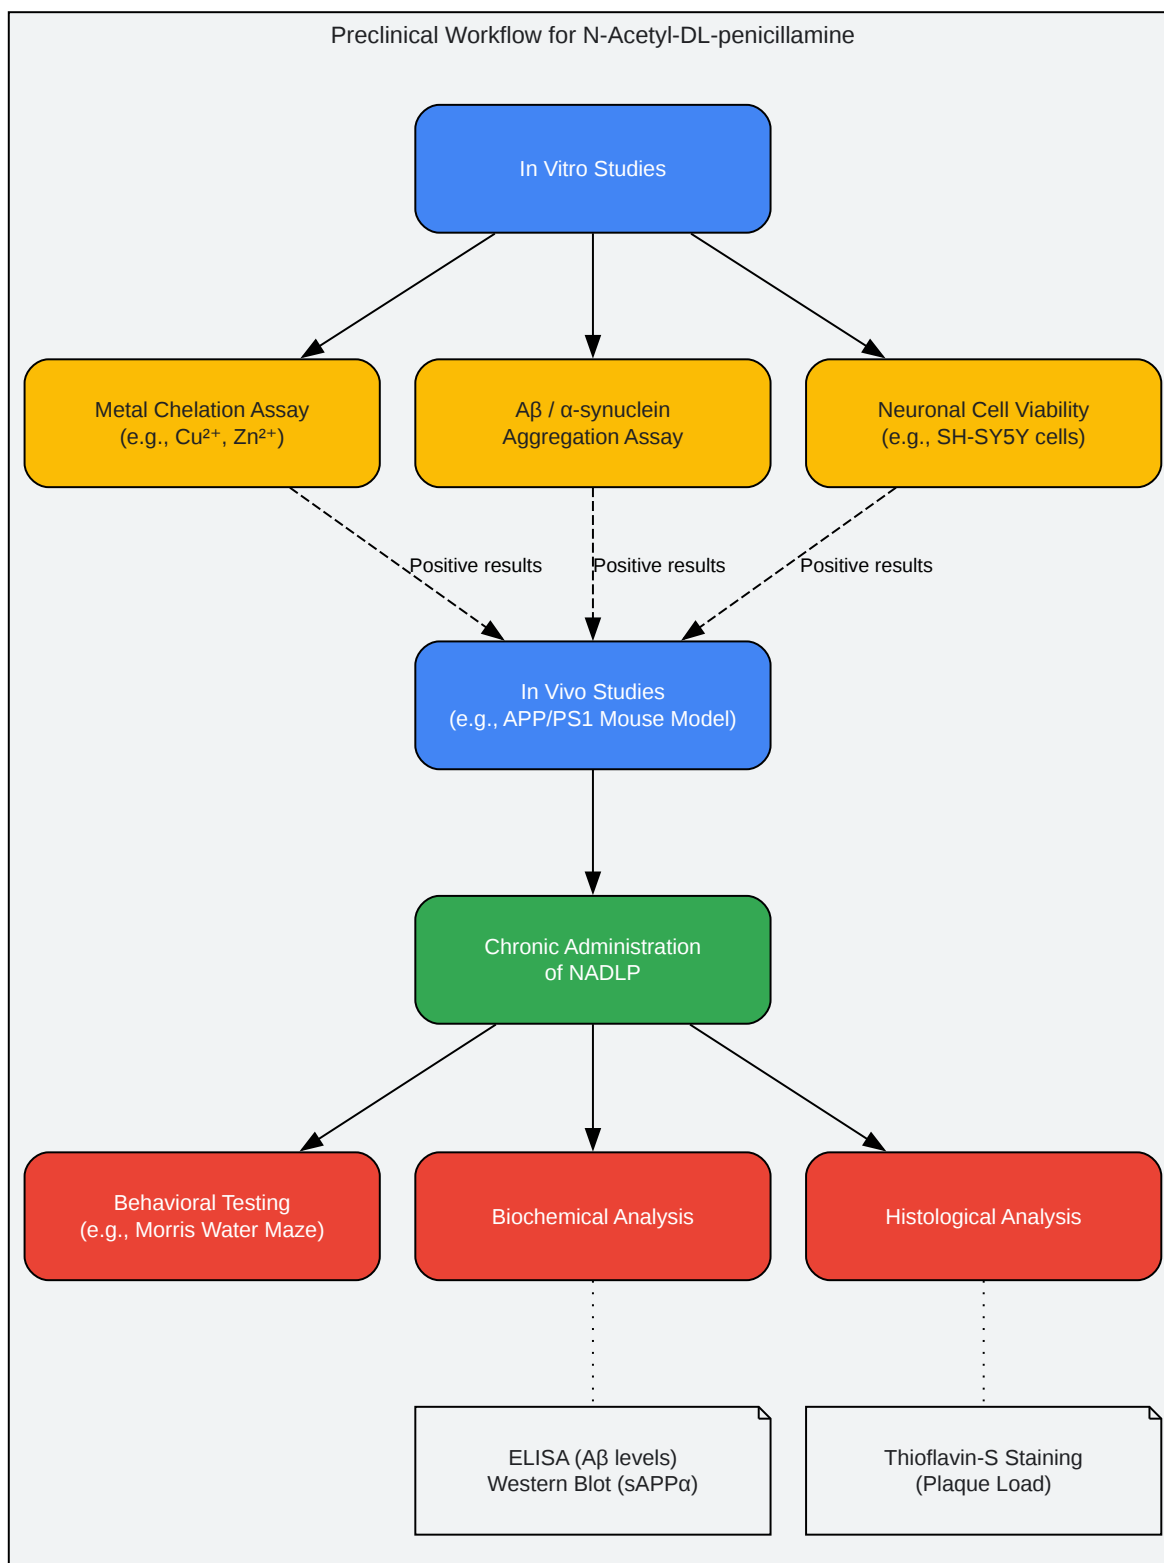 Preclinical Workflow for N-Acetyl-DL-penicillamine
In Vitro Studies
Metal Chelation Assay
(e.g., Cu²⁺, Zn²⁺)
Aβ / α-synuclein
Aggregation Assay
Neuronal Cell Viability
(e.g., SH-SY5Y cells)
Positive results
Positive results
Positive results
In Vivo Studies
(e.g., APP/PS1 Mouse Model)
Chronic Administration
of NADLP
Behavioral Testing
(e.g., Morris Water Maze)
Biochemical Analysis
Histological Analysis
ELISA (Aβ levels)
Western Blot (sAPPα)
Thioflavin-S Staining
(Plaque Load)